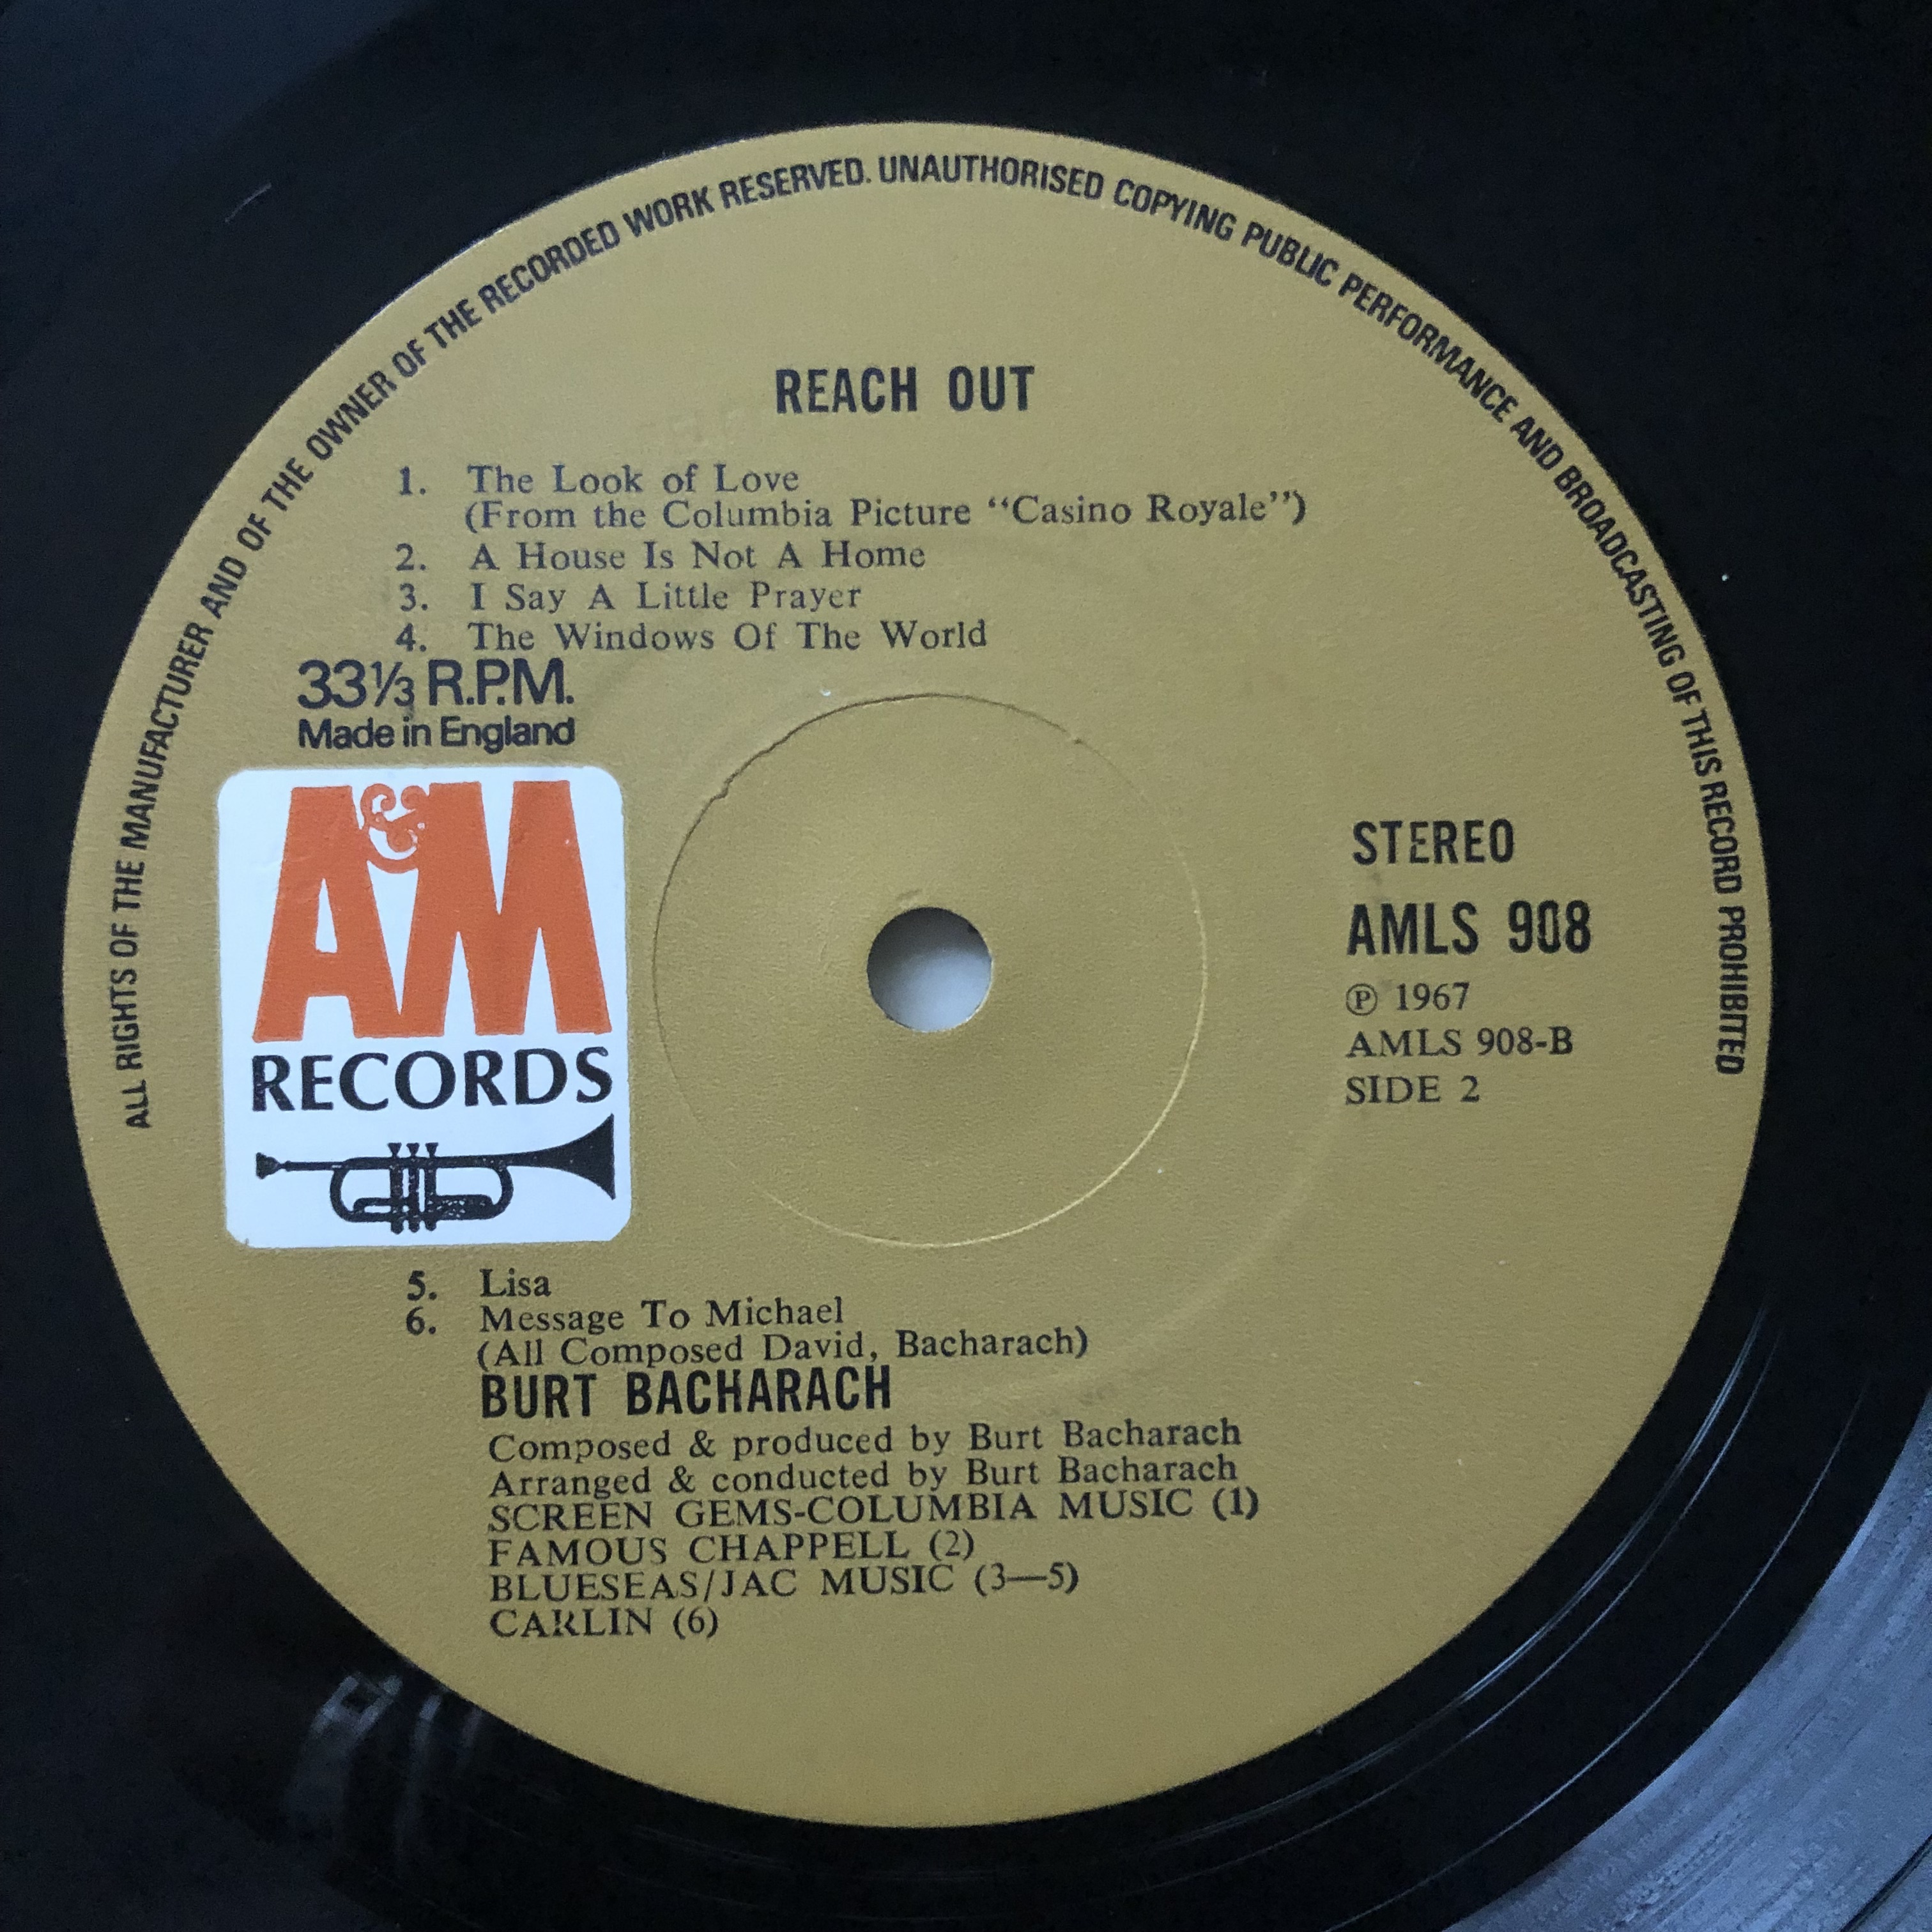 ALL RIGHTS OF THE MANUFACTURER AND OF THE OWNER OF THE RECORDED WORK RESERVED. UNAUTHORISED COPYING PUBLIC PERFORMANCE AND BROADCASTING OF THIS RECORD PROHIBITED
REACH OUT
1. The Look of Love
(From the Columbia Picture “Casino Royale”)
2. A House Is Not A Home
3. I Say A Little Prayer
4. The Windows Of The World
33⅓ R.P.M.
Made in England
A&M
RECORDS
STEREO
AMLS 908
℗ 1967
AMLS 908-B
SIDE 2
5. Lisa
6. Message To Michael
(All Composed David, Bacharach)
BURT BACHARACH
Composed & produced by Burt Bacharach
Arranged & conducted by Burt Bacharach
SCREEN GEMS-COLUMBIA MUSIC (1)
FAMOUS CHAPPELL (2)
BLUESEAS/JAC MUSIC (3—5)
CARLIN (6)